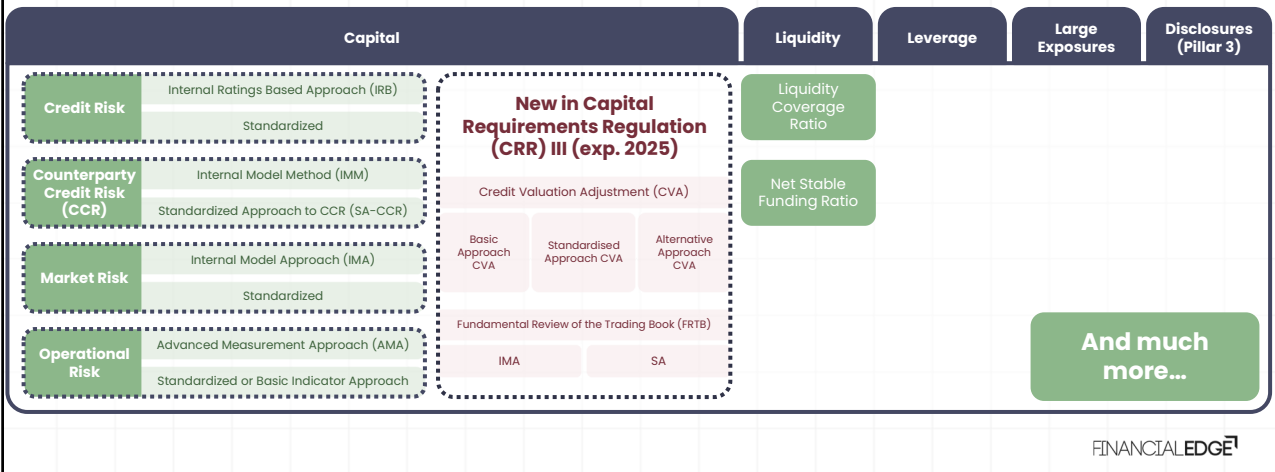 Capital
Liquidity
Leverage
Large
Exposures
Disclosures
(Pillar 3)
Credit Risk
Internal Ratings Based Approach (IRB)
Standardized
Counterparty
Credit Risk
(CCR)
Internal Model Method (IMM)
Standardized Approach to CCR (SA-CCR)
Market Risk
Internal Model Approach (IMA)
Standardized
Operational
Risk
Advanced Measurement Approach (AMA)
Standardized or Basic Indicator Approach
New in Capital
Requirements Regulation
(CRR) III (exp. 2025)
Credit Valuation Adjustment (CVA)
Basic
Approach
CVA
Standardised
Approach CVA
Alternative
Approach
CVA
Fundamental Review of the Trading Book (FRTB)
IMA
SA
Liquidity
Coverage
Ratio
Net Stable
Funding Ratio
And much
more...
FINANCIALEDGE